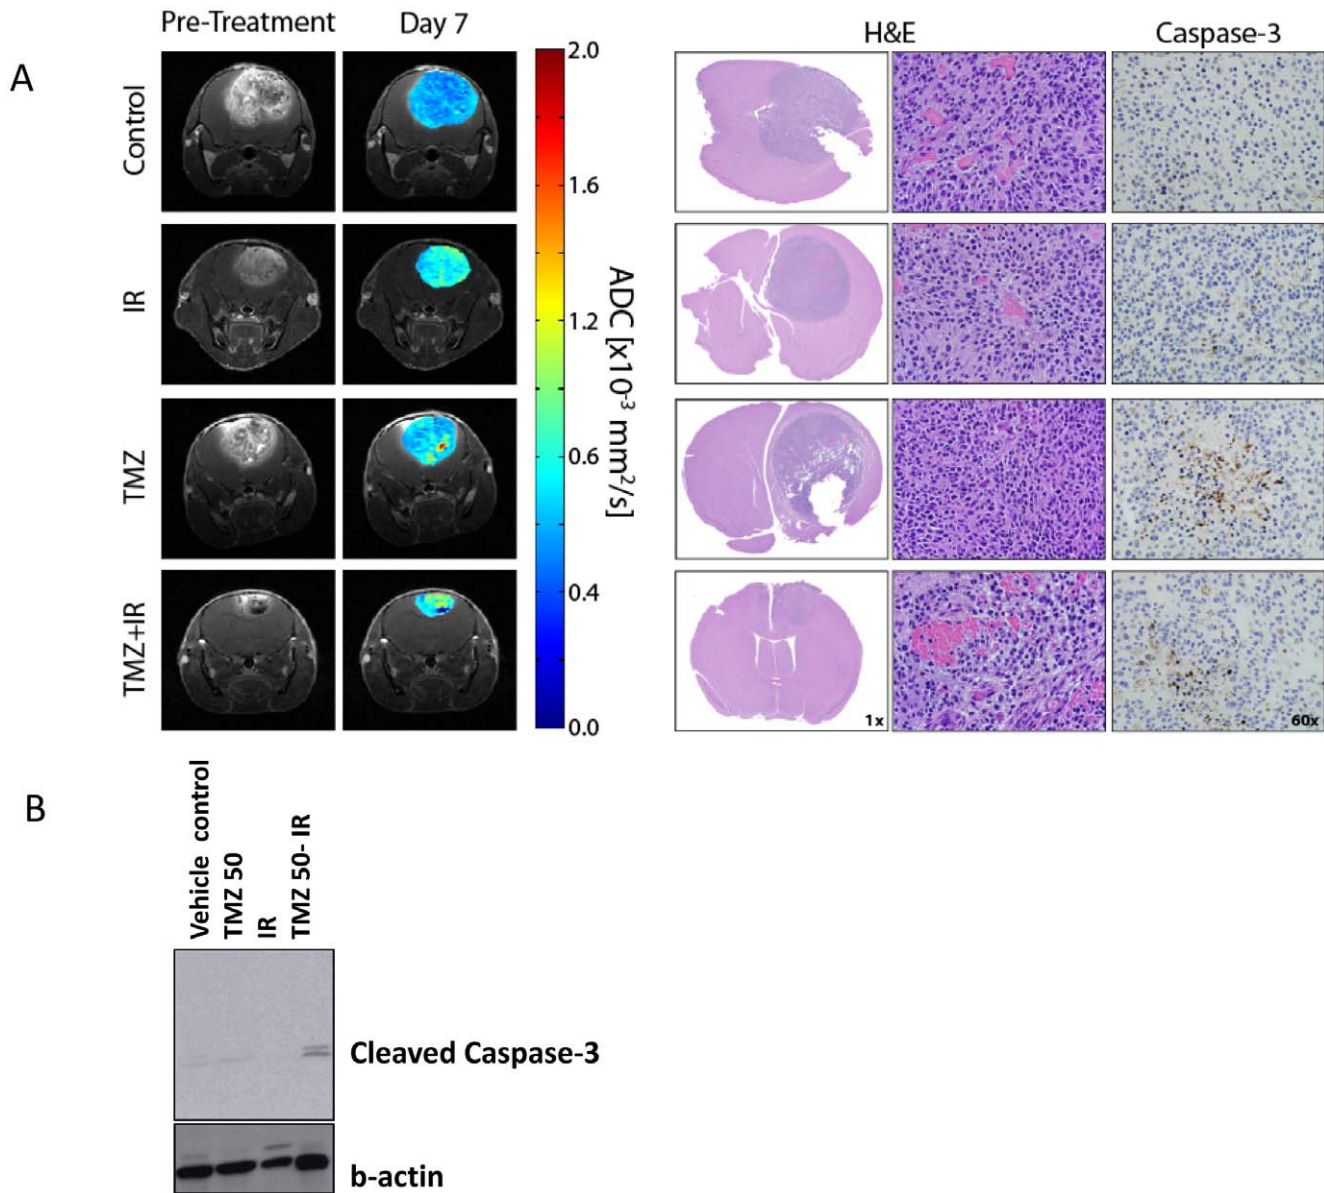 Pre-Treatment
Day 7
H&E
Caspase-3
A
Control
IR
TMZ
TMZ+IR
2.0
1.6
1.2
0.6
0.4
0.0
ADC [x10⁻³ mm²/s]
1x
60x
B
Vehicle control
TMZ 50
IR
TMZ 50- IR
Cleaved Caspase-3
b-actin